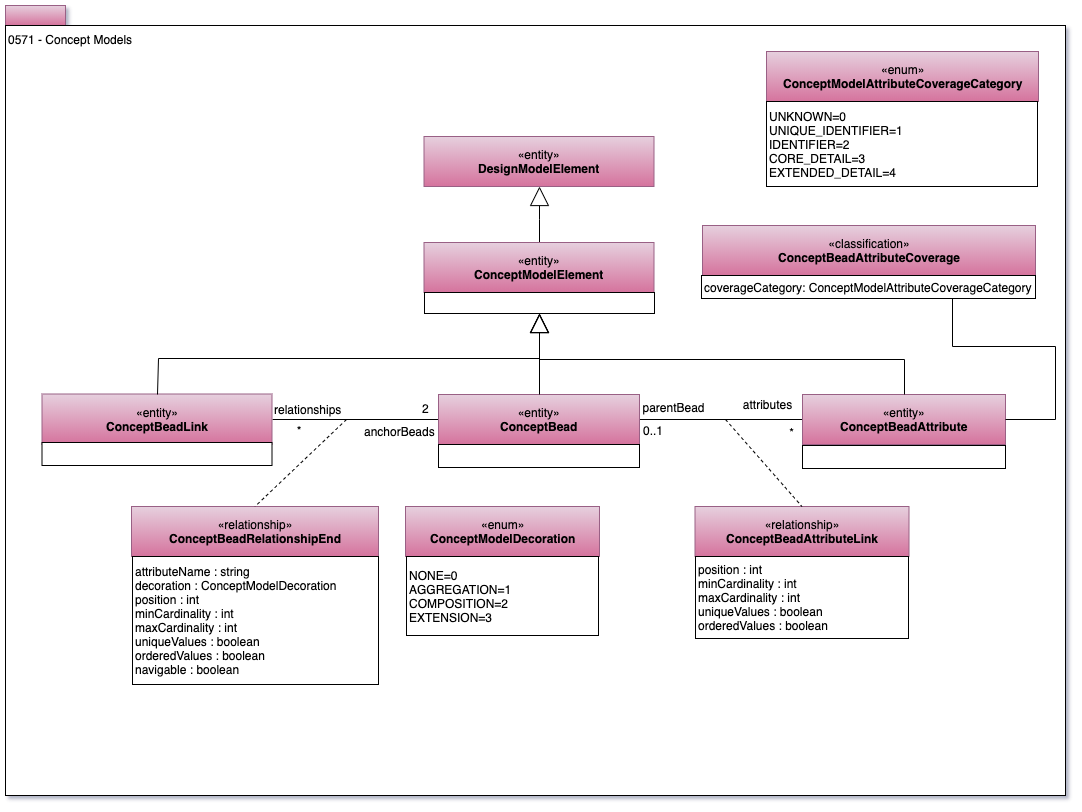 0571 - Concept Models
«enum»
ConceptModelAttributeCoverageCategory
UNKNOWN=0
UNIQUE_IDENTIFIER=1
IDENTIFIER=2
CORE_DETAIL=3
EXTENDED_DETAIL=4
«entity»
DesignModelElement
«entity»
ConceptModelElement
«classification»
ConceptBeadAttributeCoverage
coverageCategory: ConceptModelAttributeCoverageCategory
«entity»
ConceptBeadLink
relationships
*
2
anchorBeads
«entity»
ConceptBead
parentBead
0..1
attributes
*
«entity»
ConceptBeadAttribute
«relationship»
ConceptBeadRelationshipEnd
attributeName : string
decoration : ConceptModelDecoration
position : int
minCardinality : int
maxCardinality : int
uniqueValues : boolean
orderedValues : boolean
navigable : boolean
«enum»
ConceptModelDecoration
NONE=0
AGGREGATION=1
COMPOSITION=2
EXTENSION=3
«relationship»
ConceptBeadAttributeLink
position : int
minCardinality : int
maxCardinality : int
uniqueValues : boolean
orderedValues : boolean